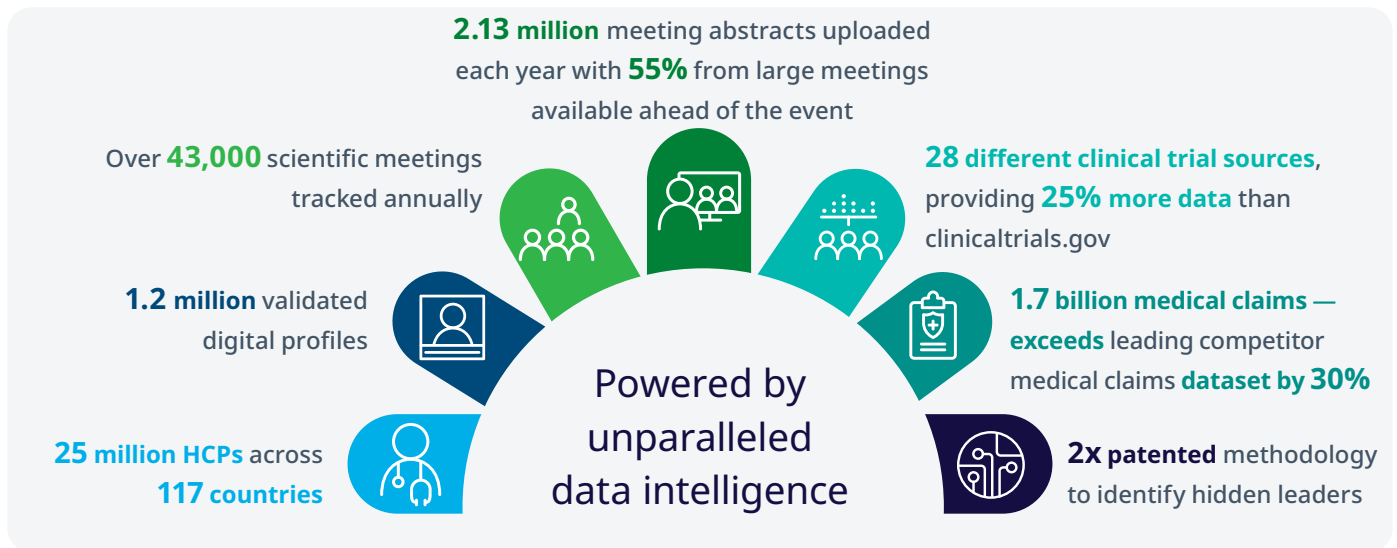 2.13 million meeting abstracts uploaded
each year with 55% from large meetings
available ahead of the event
Over 43,000 scientific meetings
tracked annually
28 different clinical trial sources,
providing 25% more data than
clinicaltrials.gov
1.2 million validated
digital profiles
1.7 billion medical claims —
exceeds leading competitor
medical claims dataset by 30%
25 million HCPs across
117 countries
Powered by
unparalleled
data intelligence
2x patented methodology
to identify hidden leaders